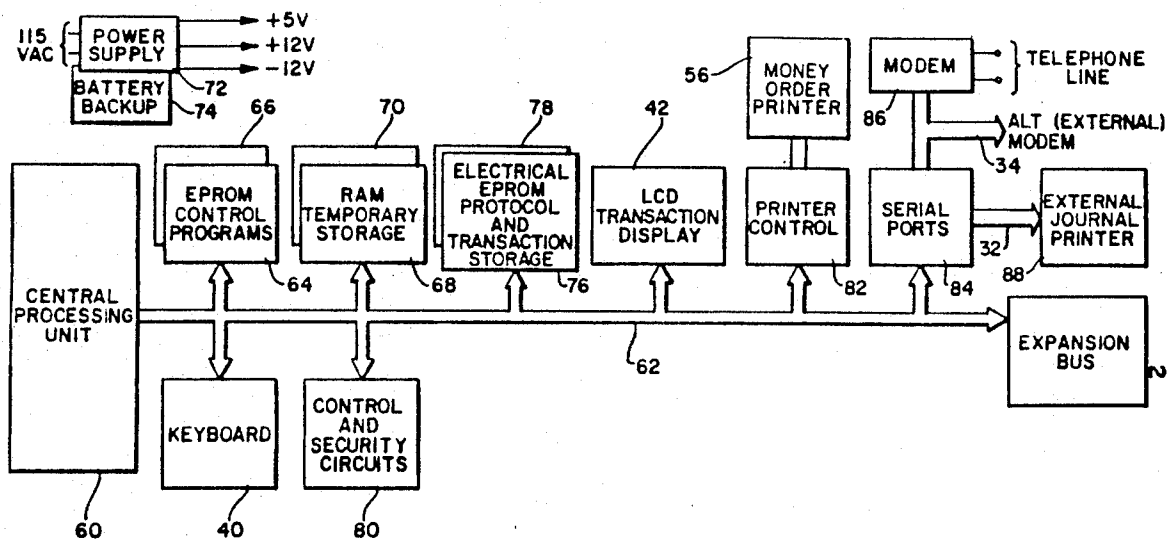 115 VAC
POWER SUPPLY
+5V
+12V
-12V
BATTERY BACKUP
72
74
66
70
78
42
56
MONEY ORDER PRINTER
MODEM
86
TELEPHONE LINE
ALT (EXTERNAL) MODEM
34
EPROM CONTROL PROGRAMS
64
RAM TEMPORARY STORAGE
68
ELECTRICAL EPROM PROTOCOL AND TRANSACTION STORAGE
76
LCD TRANSACTION DISPLAY
PRINTER CONTROL
82
SERIAL PORTS
84
32
EXTERNAL JOURNAL PRINTER
88
CENTRAL PROCESSING UNIT
62
EXPANSION BUS
2
KEYBOARD
CONTROL AND SECURITY CIRCUITS
60
40
80